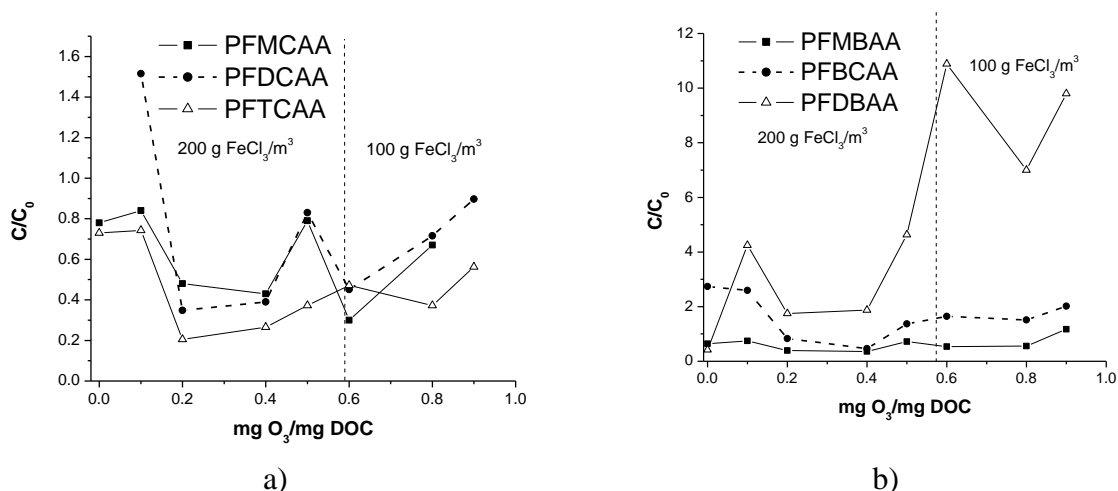 1.6
1.4
1.2
1.0
0.8
0.6
0.4
0.2
0.0
C/C₀
PFMCAA
PFDCAA
PFTCAA
200 g FeCl₃/m³
100 g FeCl₃/m³
0.0 0.2 0.4 0.6 0.8 1.0
mg O₃/mg DOC
a)
12
10
8
6
4
2
0
C/C₀
PFMBAA
PFBCAA
PFDBAA
100 g FeCl₃/m³
200 g FeCl₃/m³
0.0 0.2 0.4 0.6 0.8 1.0
mg O₃/mg DOC
b)